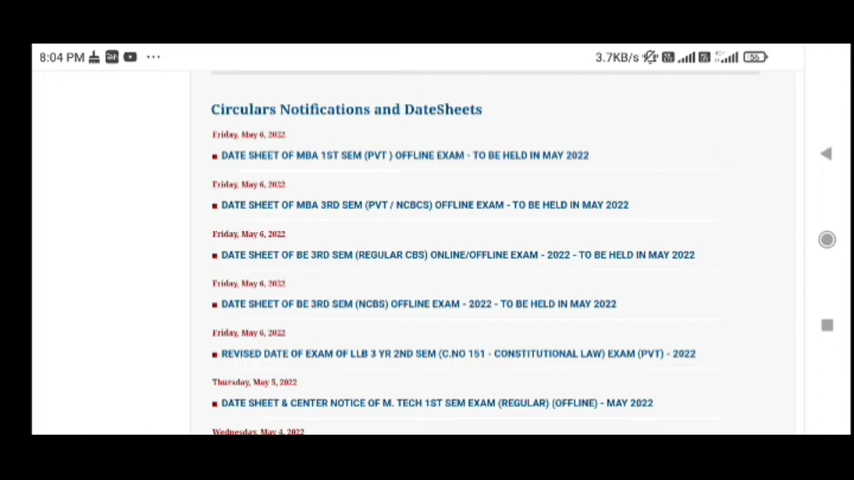 8:04 PM ...
3.7KB/s
Circulars Notifications and DateSheets
Friday, May 6, 2022
DATE SHEET OF MBA 1ST SEM (PVT ) OFFLINE EXAM - TO BE HELD IN MAY 2022
Friday, May 6, 2022
DATE SHEET OF MBA 3RD SEM (PVT / NCBCS) OFFLINE EXAM - TO BE HELD IN MAY 2022
Friday, May 6, 2022
DATE SHEET OF BE 3RD SEM (REGULAR CBS) ONLINE/OFFLINE EXAM - 2022 - TO BE HELD IN MAY 2022
Friday, May 6, 2022
DATE SHEET OF BE 3RD SEM (NCBS) OFFLINE EXAM - 2022 - TO BE HELD IN MAY 2022
Friday, May 6, 2022
REVISED DATE OF EXAM OF LLB 3 YR 2ND SEM (C.NO 151 - CONSTITUTIONAL LAW) EXAM (PVT) - 2022
Thursday, May 5, 2022
DATE SHEET & CENTER NOTICE OF M. TECH 1ST SEM EXAM (REGULAR) (OFFLINE) - MAY 2022
Wednesday, May 4, 2022